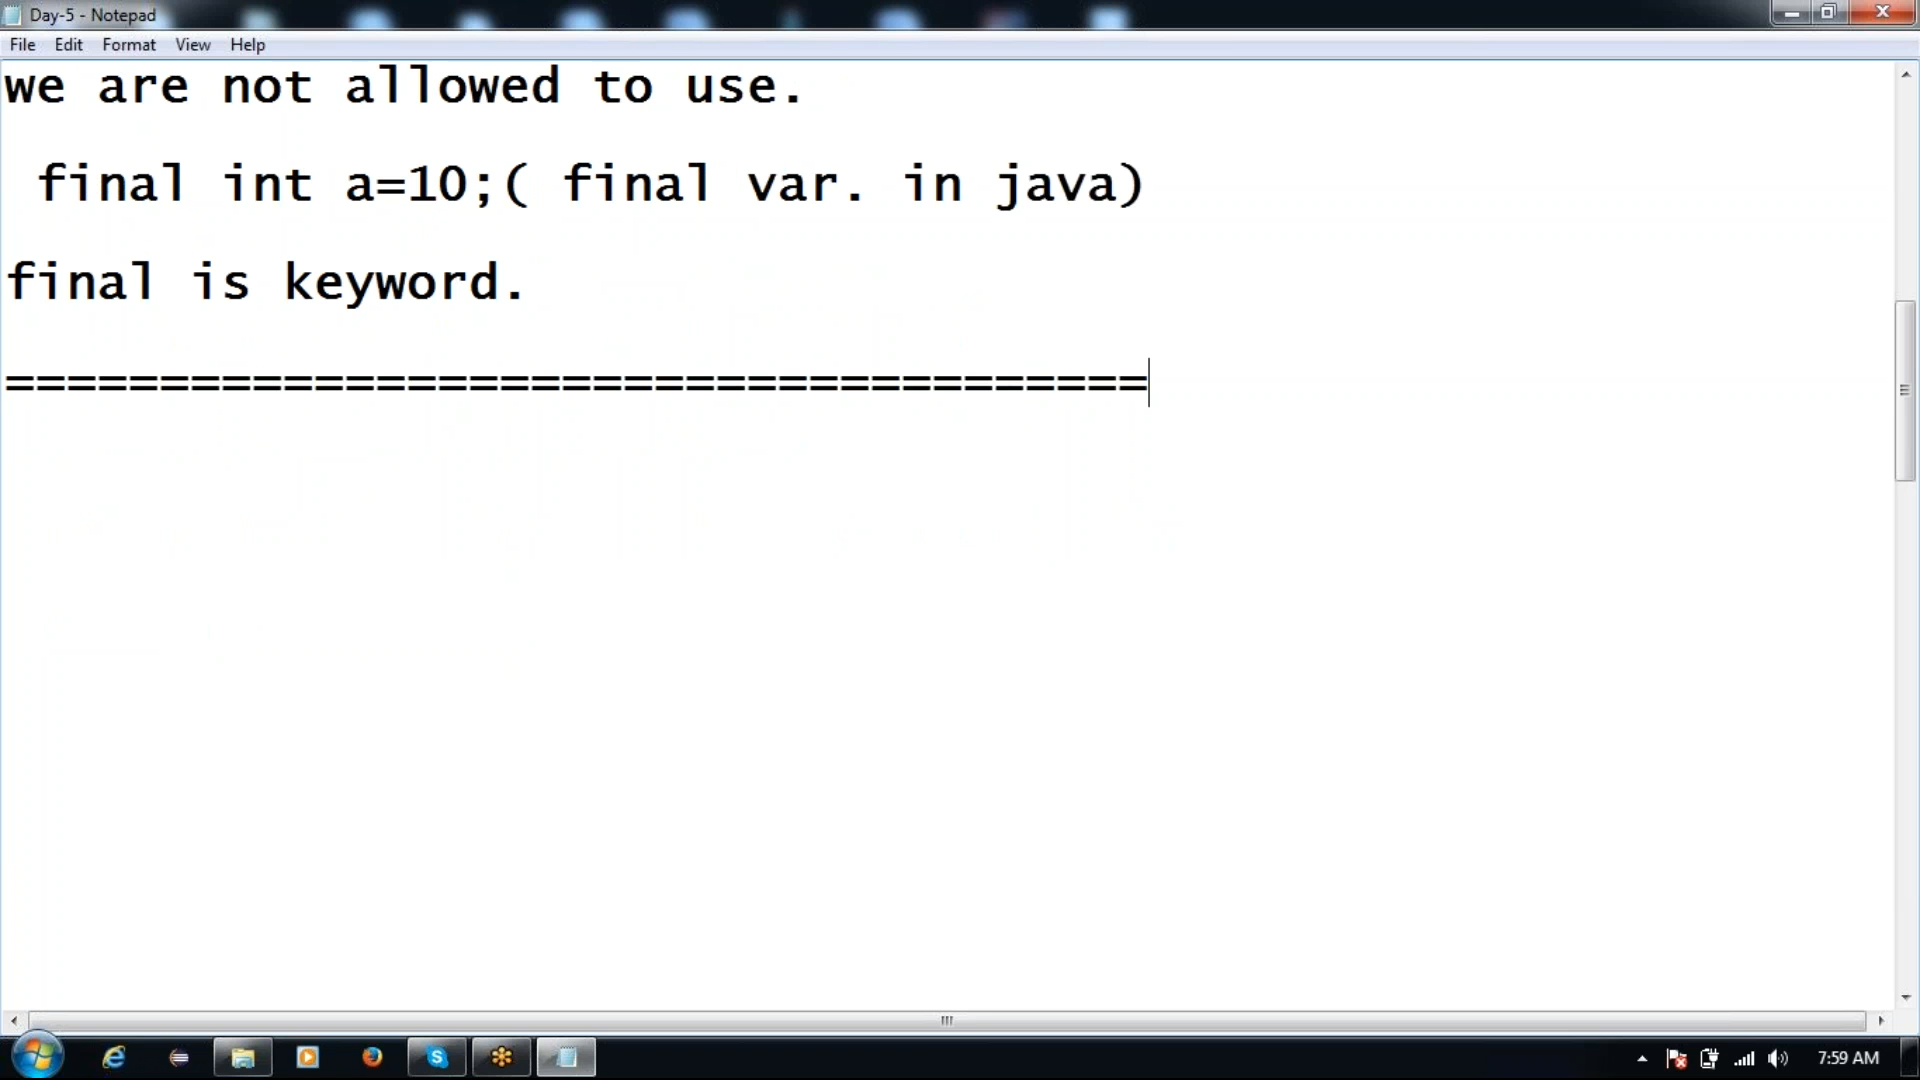 Day-5 - Notepad
File Edit Format View Help
we are not allowed to use.
final int a=10;( final var. in java)
final is keyword.
=====================================
7:59 AM